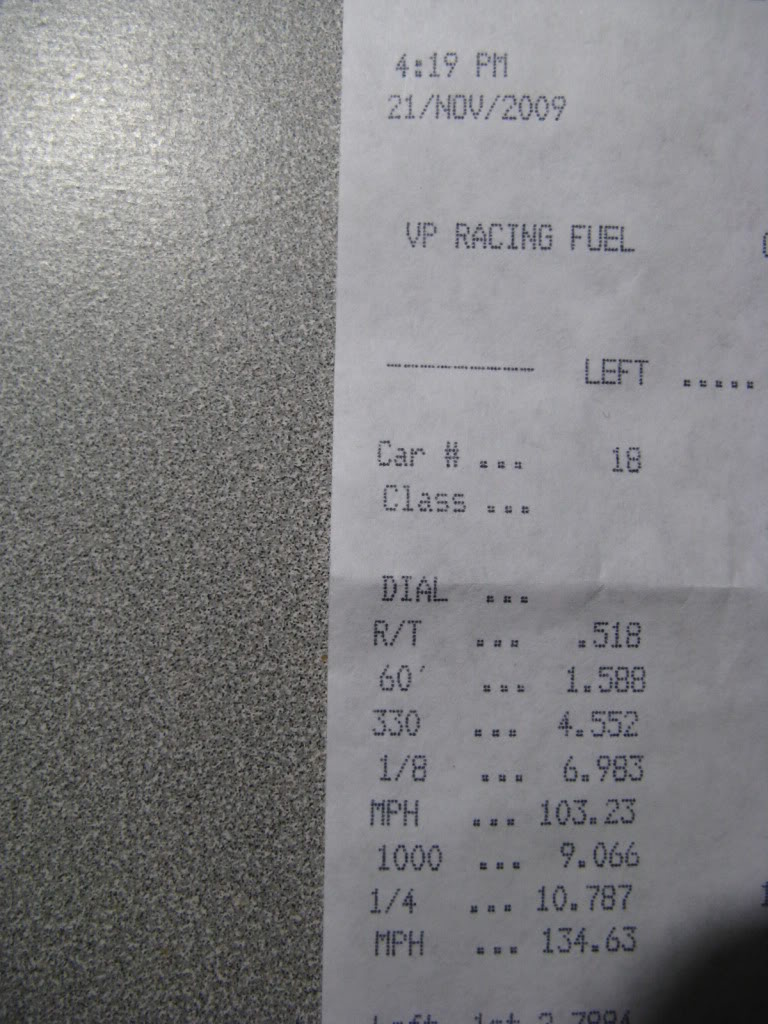 4:19 PM
21/NOV/2009
VP RACING FUEL
--------- LEFT .....
Car # ... 18
Class ...
DIAL ...
R/T ... .518
60' ... 1.588
330 ... 4.552
1/8 ... 6.983
MPH ... 103.23
1000 ... 9.066
1/4 ... 10.787
MPH ... 134.63